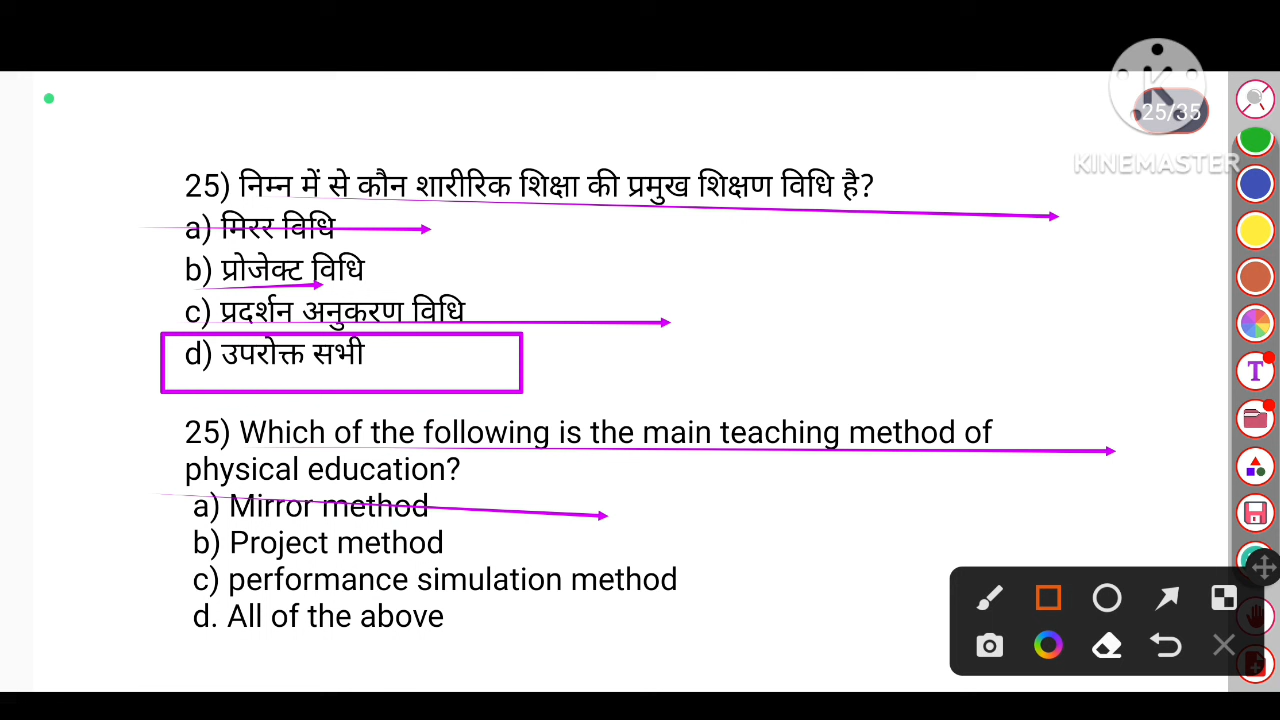 25/35
KINEMASTER
25) निम्न में से कौन शारीरिक शिक्षा की प्रमुख शिक्षण विधि है?
a) मिरर विधि
b) प्रोजेक्ट विधि
c) प्रदर्शन अनुकरण विधि
d) उपरोक्त सभी
25) Which of the following is the main teaching method of
physical education?
a) Mirror method
b) Project method
c) performance simulation method
d. All of the above
T